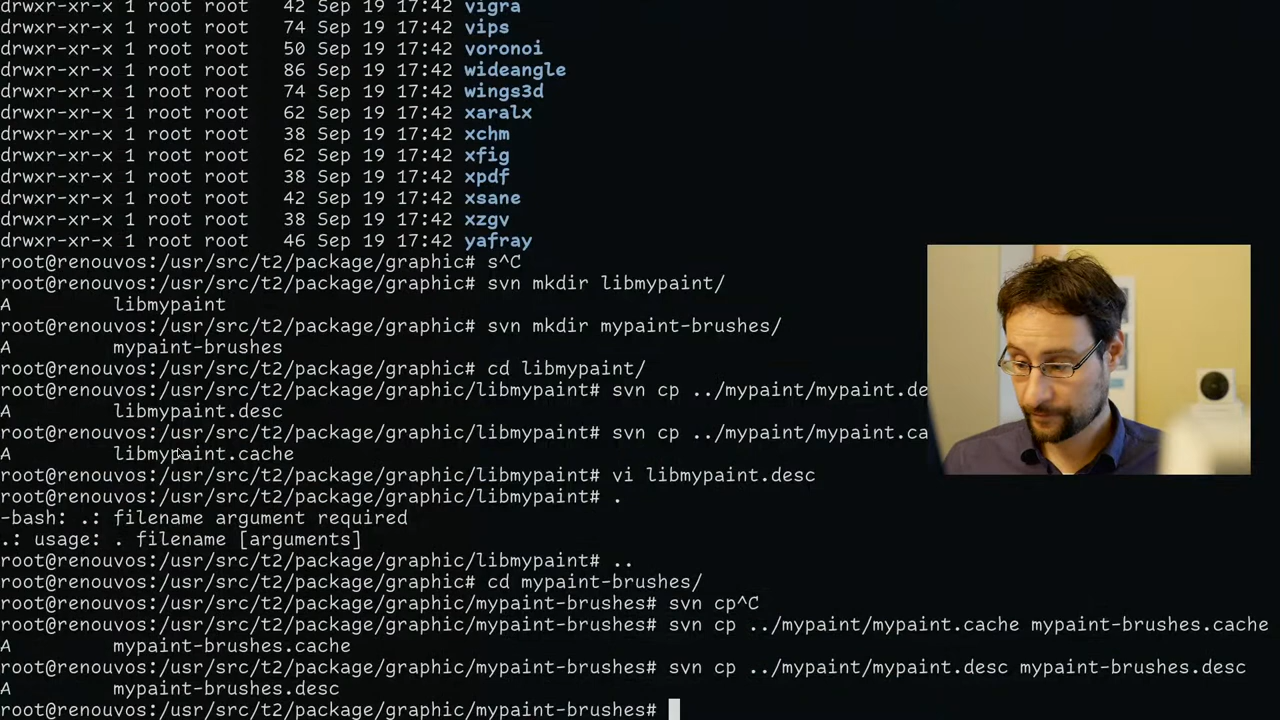 drwxr-xr-x 1 root root   42 Sep 19 17:42 vigra
drwxr-xr-x 1 root root   74 Sep 19 17:42 vips
drwxr-xr-x 1 root root   50 Sep 19 17:42 voronoi
drwxr-xr-x 1 root root   86 Sep 19 17:42 wideangle
drwxr-xr-x 1 root root   74 Sep 19 17:42 wings3d
drwxr-xr-x 1 root root   62 Sep 19 17:42 xaralx
drwxr-xr-x 1 root root   38 Sep 19 17:42 xchm
drwxr-xr-x 1 root root   62 Sep 19 17:42 xfig
drwxr-xr-x 1 root root   38 Sep 19 17:42 xpdf
drwxr-xr-x 1 root root   42 Sep 19 17:42 xsane
drwxr-xr-x 1 root root   38 Sep 19 17:42 xzgv
drwxr-xr-x 1 root root   46 Sep 19 17:42 yafray
root@renouvos:/usr/src/t2/package/graphic# s^C
root@renouvos:/usr/src/t2/package/graphic# svn mkdir libmypaint/
A         libmypaint
root@renouvos:/usr/src/t2/package/graphic# svn mkdir mypaint-brushes/
A         mypaint-brushes
root@renouvos:/usr/src/t2/package/graphic# cd libmypaint/
root@renouvos:/usr/src/t2/package/graphic/libmypaint# svn cp ../mypaint/mypaint.de
A         libmypaint.desc
root@renouvos:/usr/src/t2/package/graphic/libmypaint# svn cp ../mypaint/mypaint.ca
A         libmypaint.cache
root@renouvos:/usr/src/t2/package/graphic/libmypaint# vi libmypaint.desc
root@renouvos:/usr/src/t2/package/graphic/libmypaint# .
-bash: .: filename argument required
.: usage: . filename [arguments]
root@renouvos:/usr/src/t2/package/graphic/libmypaint# ..
root@renouvos:/usr/src/t2/package/graphic# cd mypaint-brushes/
root@renouvos:/usr/src/t2/package/graphic/mypaint-brushes# svn cp^C
root@renouvos:/usr/src/t2/package/graphic/mypaint-brushes# svn cp ../mypaint/mypaint.cache mypaint-brushes.cache
A         mypaint-brushes.cache
root@renouvos:/usr/src/t2/package/graphic/mypaint-brushes# svn cp ../mypaint/mypaint.desc mypaint-brushes.desc
A         mypaint-brushes.desc
root@renouvos:/usr/src/t2/package/graphic/mypaint-brushes#